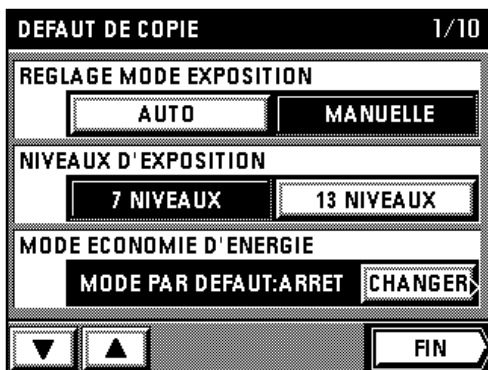 DEFAUT DE COPIE 1/10
REGLAGE MODE EXPOSITION
AUTO MANUELLE
NIVEAUX D'EXPOSITION
7 NIVEAUX 13 NIVEAUX
MODE ECONOMIE D'ENERGIE
MODE PAR DEFAUT:ARRET CHANGER
FIN